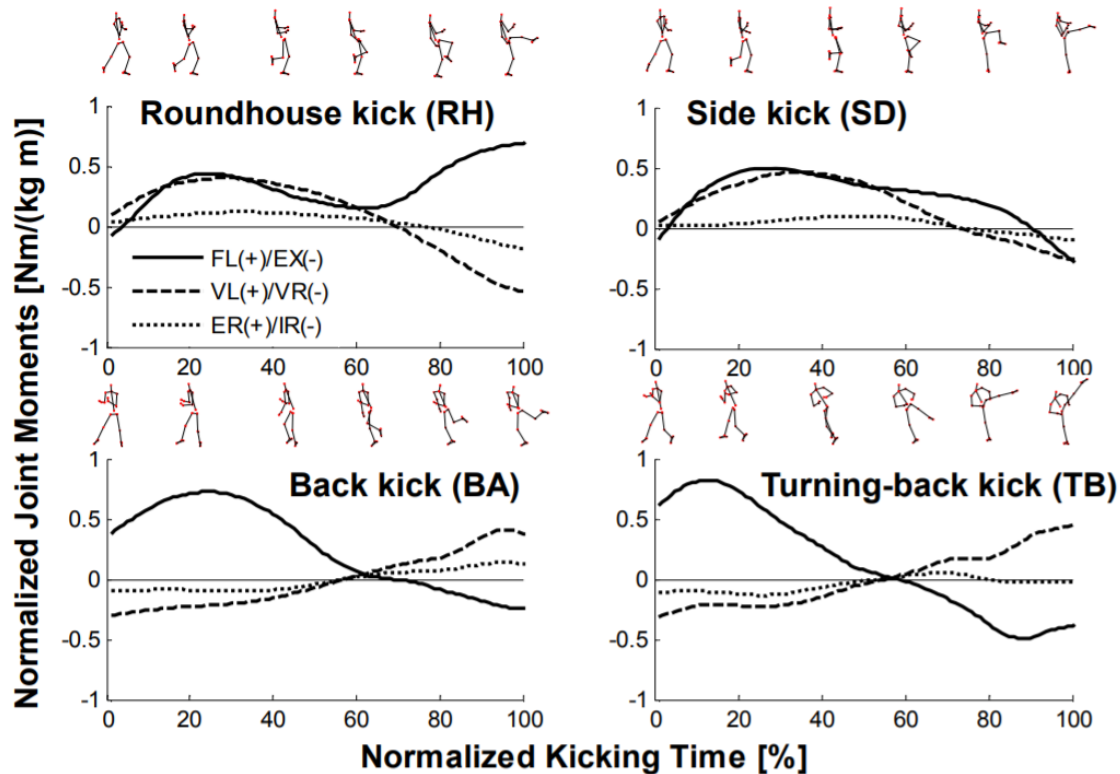 Normalized Joint Moments [Nm/(kg m)]
Roundhouse kick (RH)
1
0.5
0
-0.5
-1
FL(+)/EX(-)
VL(+)/VR(-)
ER(+)/IR(-)
0 20 40 60 80 100
Side kick (SD)
1
0.5
0
-0.5
-1
0 20 40 60 80 100
Back kick (BA)
1
0.5
0
-0.5
-1
0 20 40 60 80 100
Turning-back kick (TB)
1
0.5
0
-0.5
-1
0 20 40 60 80 100
Normalized Kicking Time [%]